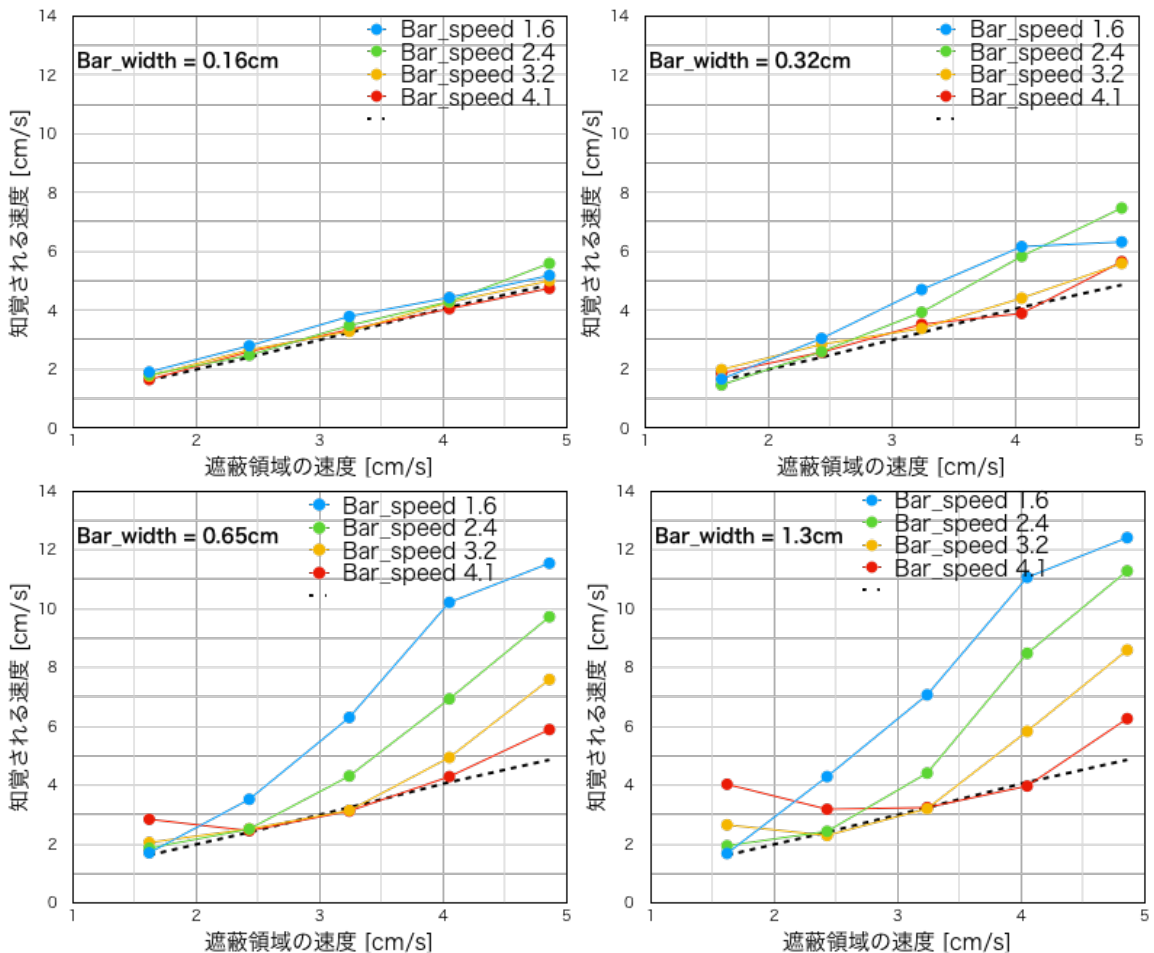 14
12
10
8
6
4
2
0
Bar_width = 0.16cm
Bar_speed 1.6
Bar_speed 2.4
Bar_speed 3.2
Bar_speed 4.1
知覚される速度 [cm/s]
1 2 3 4 5
遮蔽領域の速度 [cm/s]
14
12
10
8
6
4
2
0
Bar_width = 0.32cm
Bar_speed 1.6
Bar_speed 2.4
Bar_speed 3.2
Bar_speed 4.1
知覚される速度 [cm/s]
1 2 3 4 5
遮蔽領域の速度 [cm/s]
14
12
10
8
6
4
2
0
Bar_width = 0.65cm
Bar_speed 1.6
Bar_speed 2.4
Bar_speed 3.2
Bar_speed 4.1
知覚される速度 [cm/s]
1 2 3 4 5
遮蔽領域の速度 [cm/s]
14
12
10
8
6
4
2
0
Bar_width = 1.3cm
Bar_speed 1.6
Bar_speed 2.4
Bar_speed 3.2
Bar_speed 4.1
知覚される速度 [cm/s]
1 2 3 4 5
遮蔽領域の速度 [cm/s]